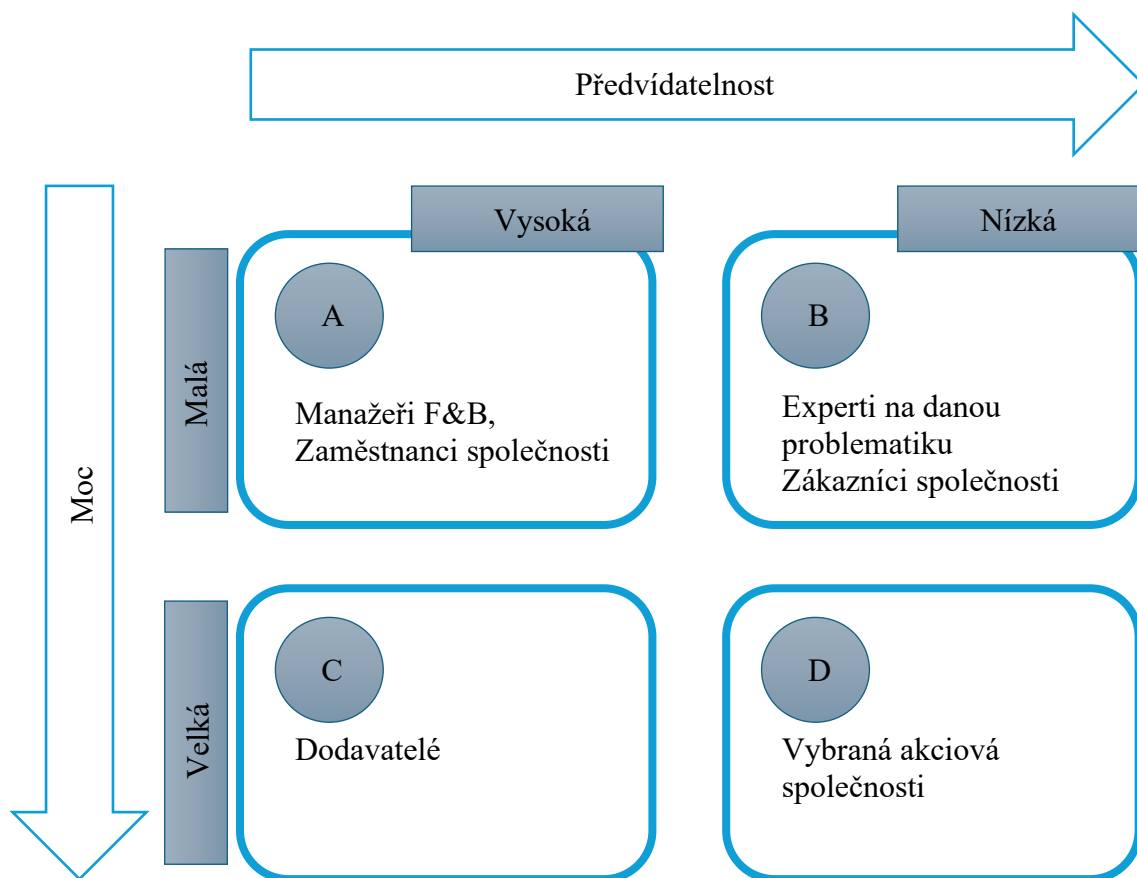 Předvídatelnost
Vysoká
Nízká
Moc
Malá
A
Manažeři F&B,
Zaměstnanci společnosti
B
Experti na danou
problematiku
Zákazníci společnosti
Velká
C
Dodavatelé
D
Vybraná akciová
společnosti